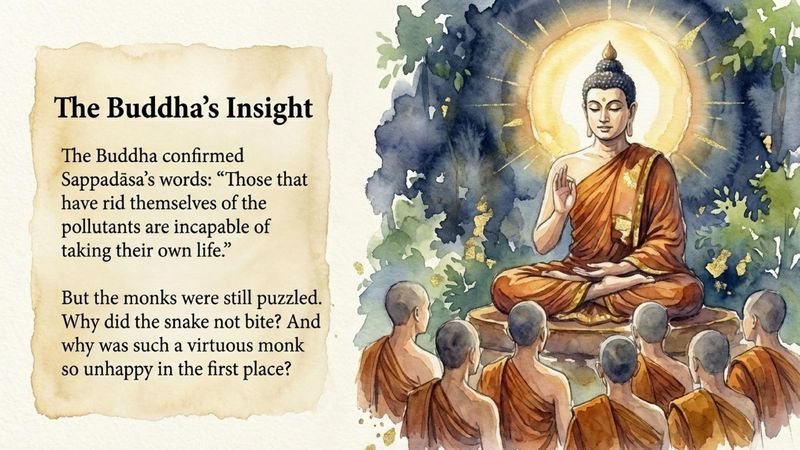 The Buddha's Insight
The Buddha confirmed
Sappadāsa's words: “Those that
have rid themselves of the
pollutants are incapable of
taking their own life.”
But the monks were still puzzled.
Why did the snake not bite? And
why was such a virtuous monk
so unhappy in the first place?